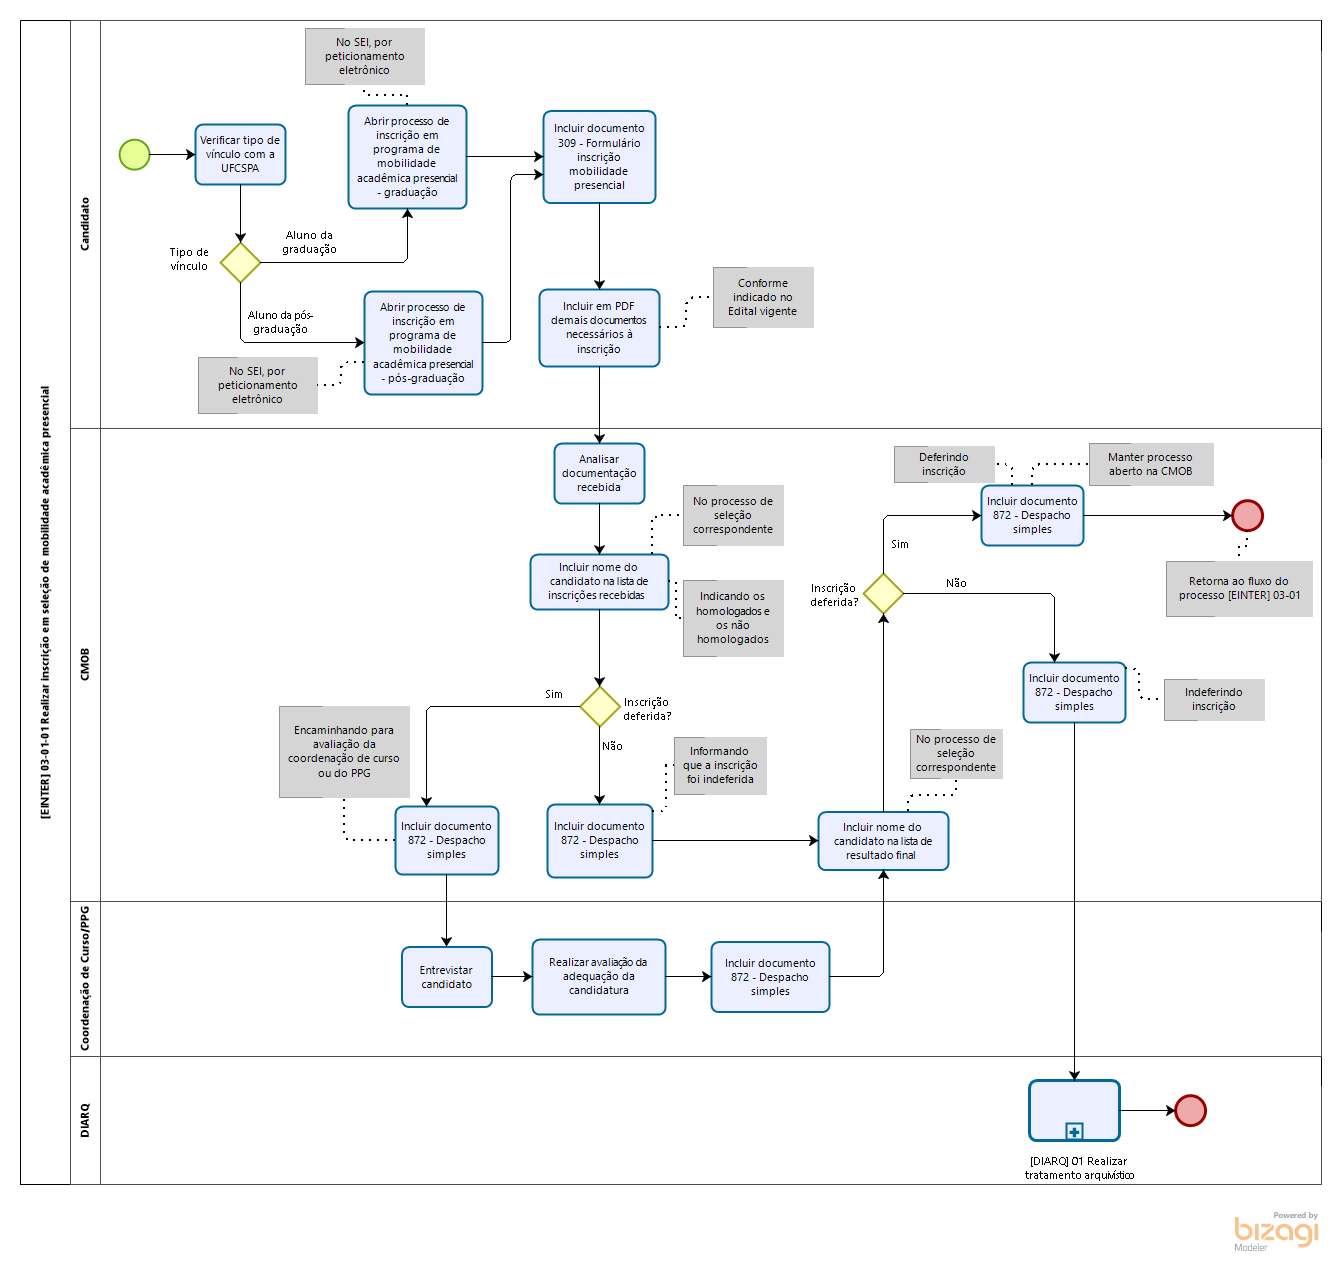 [EINTER] 03-01-01 Realizar inscrição em seleção de mobilidade acadêmica presencial
Candidato
No SEI, por
peticionamento
eletrônico
Verificar tipo de
vínculo com a
UFCSPA
Abrir processo de
inscrição em
programa de
mobilidade
acadêmica presencial
- graduação
Incluir documento
309 - Formulário
inscrição
mobilidade
presencial
Tipo de
vínculo
Aluno da
graduação
Aluno da pós-
graduação
Abrir processo de
inscrição em
programa de
mobilidade
acadêmica presencial
- pós-graduação
No SEI, por
peticionamento
eletrônico
Incluir em PDF
demais documentos
necessários à
inscrição
Conforme
indicado no
Edital vigente
CMOB
Analisar
documentação
recebida
No processo de
seleção
correspondente
Incluir nome do
candidato na lista de
inscrições recebidas
Indicando os
homologados e
os não
homologados
Sim
Inscrição
deferida?
Não
Encaminhando para
avaliação da
coordenação de curso
ou do PPG
Informando
que a inscrição
foi indeferida
Incluir documento
872 - Despacho
simples
Incluir documento
872 - Despacho
simples
Incluir nome do
candidato na lista de
resultado final
No processo de
seleção
correspondente
Inscrição
deferida?
Sim
Não
Deferindo
inscrição
Manter processo
aberto na CMOB
Incluir documento
872 - Despacho
simples
Retorna ao fluxo do
processo [EINTER] 03-01
Incluir documento
872 - Despacho
simples
Indeferindo
inscrição
Coordenação de Curso/PPG
Entrevistar
candidato
Realizar avaliação da
adequação da
candidatura
Incluir documento
872 - Despacho
simples
DIARQ
[DIARQ] 01 Realizar
tratamento arquivístico
Powered by
bizagi
Modeler